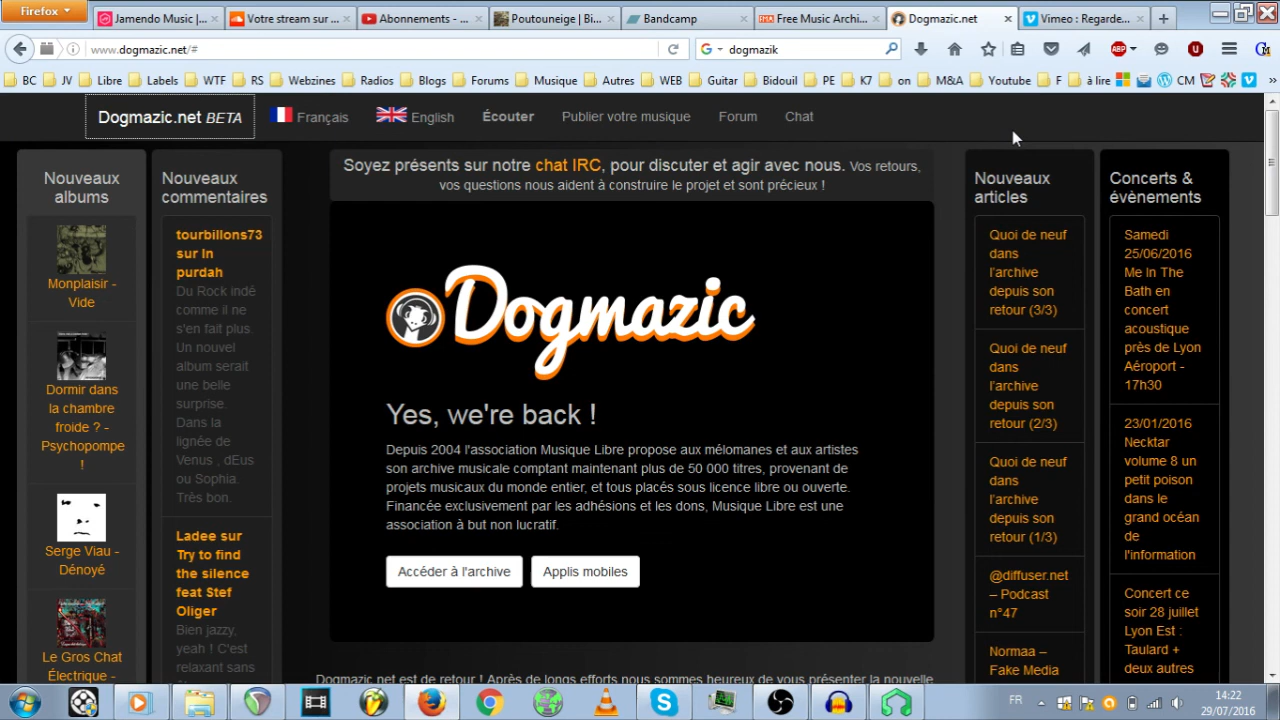 Firefox
Jamendo Music |...
Votre stream sur ...
Abonnements - ...
Poutouneige | Bi...
Bandcamp
Free Music Archi...
Dogmazic.net
Vimeo : Regarde...
www.dogmazic.net/#
dogmazik
BC
JV
Libre
Labels
WTF
RS
Webzines
Radios
Blogs
Forums
Musique
Autres
WEB
Guitar
Bidouil
PE
K7
on
M&A
Youtube
F
à lire
CM
Dogmazic.net BETA
Français
English
Écouter
Publier votre musique
Forum
Chat
Nouveaux
albums
Monplaisir -
Vide
Dormir dans
la chambre
froide ? -
Psychopompe
!
Serge Viau -
Dénoyé
Le Gros Chat
Électrique -
Nouveaux
commentaires
tourbillons73
sur In
purdah
Du Rock indé
comme il ne
s'en fait plus.
Un nouvel
album serait
une belle
surprise.
Dans la
lignée de
Venus , dEus
ou Sophia.
Très bon.
Ladee sur
Try to find
the silence
feat Stef
Oliger
Bien jazzy,
yeah ! C'est
relaxant sans
Soyez présents sur notre chat IRC, pour discuter et agir avec nous. Vos retours,
vos questions nous aident à construire le projet et sont précieux !
Dogmazic
Yes, we're back !
Depuis 2004 l'association Musique Libre propose aux mélomanes et aux artistes
son archive musicale comptant maintenant plus de 50 000 titres, provenant de
projets musicaux du monde entier, et tous placés sous licence libre ou ouverte.
Financée exclusivement par les adhésions et les dons, Musique Libre est une
association à but non lucratif.
Accéder à l'archive
Applis mobiles
Dogmazic.net est de retour ! Après de longs efforts nous sommes heureux de vous présenter la nouvelle
Nouveaux
articles
Quoi de neuf
dans
l'archive
depuis son
retour (3/3)
Quoi de neuf
dans
l'archive
depuis son
retour (2/3)
Quoi de neuf
dans
l'archive
depuis son
retour (1/3)
@diffuser.net
– Podcast
n°47
Normaa –
Fake Media
Concerts &
évènements
Samedi
25/06/2016
Me In The
Bath en
concert
acoustique
près de Lyon
Aéroport -
17h30
23/01/2016
Necktar
volume 8 un
petit poison
dans le
grand océan
de
l'information
Concert ce
soir 28 juillet
Lyon Est :
Taulard +
deux autres
FR
14:22
29/07/2016